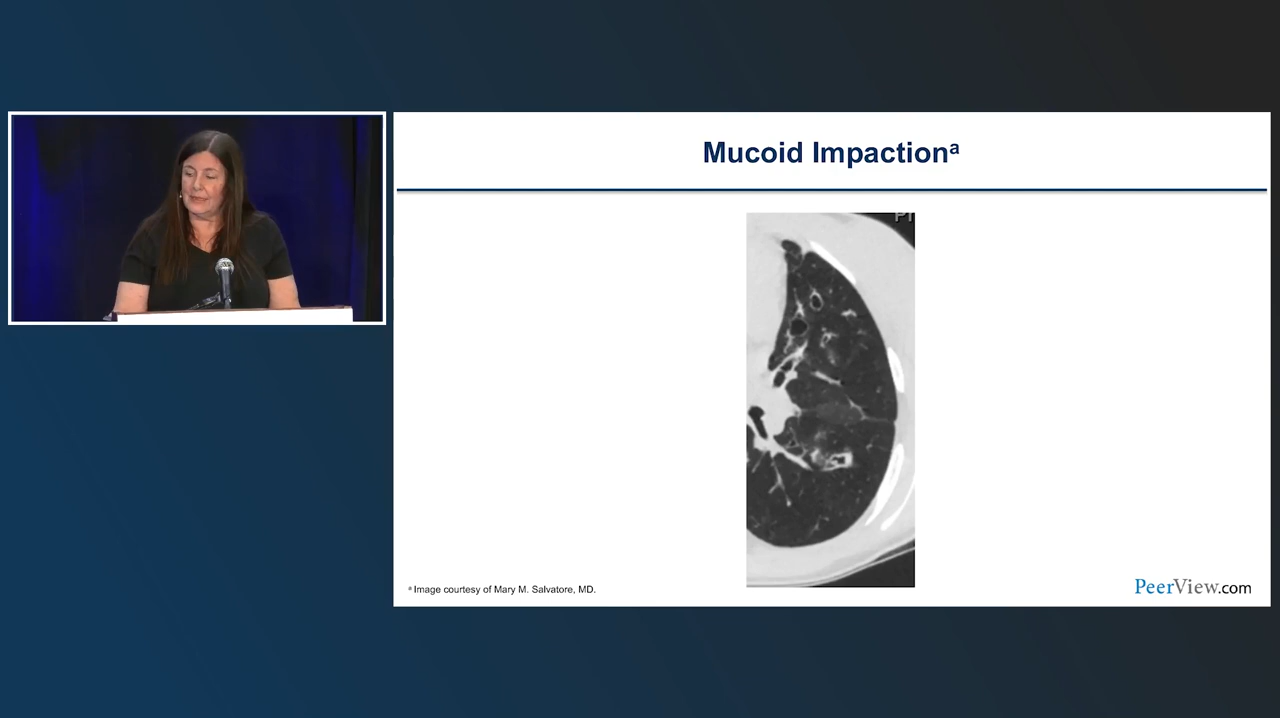 Mucoid Impactionᵃ
ᵃ Image courtesy of Mary M. Salvatore, MD.
PeerView.com